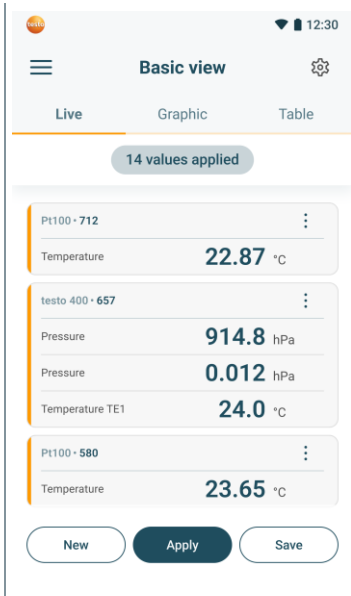 testo 12:30
Basic view
Live Graphic Table
14 values applied
Pt100 • 712
Temperature 22.87 °C
testo 400 • 657
Pressure 914.8 hPa
Pressure 0.012 hPa
Temperature TE1 24.0 °C
Pt100 • 580
Temperature 23.65 °C
New Apply Save